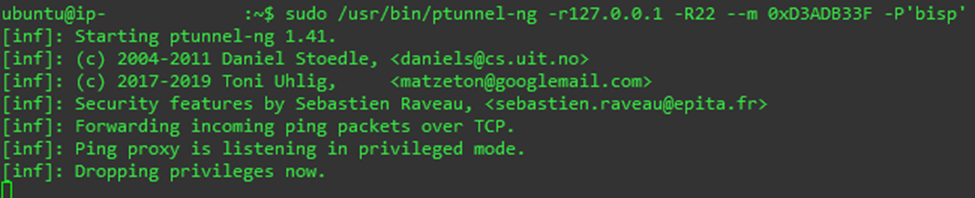 ubuntu@ip-          :~$ sudo /usr/bin/ptunnel-ng -r127.0.0.1 -R22 --m 0xD3ADB33F -P'bisp'
[inf]: Starting ptunnel-ng 1.41.
[inf]: (c) 2004-2011 Daniel Stoedle, <daniels@cs.uit.no>
[inf]: (c) 2017-2019 Toni Uhlig,     <matzeton@googlemail.com>
[inf]: Security features by Sebastien Raveau, <sebastien.raveau@epita.fr>
[inf]: Forwarding incoming ping packets over TCP.
[inf]: Ping proxy is listening in privileged mode.
[inf]: Dropping privileges now.